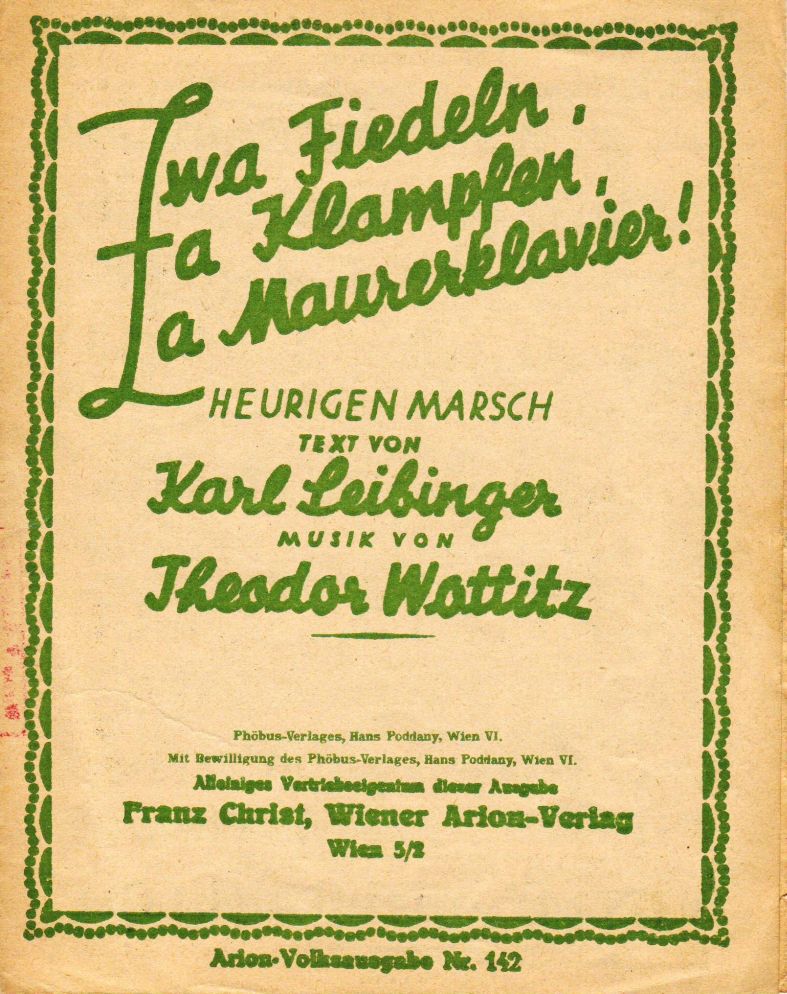 Zwa Fiedeln,
a Klampfen,
a Maurerklavier!
HEURIGEN MARSCH
TEXT VON
Karl Leibinger
MUSIK VON
Theodor Wottitz
Phöbus-Verlages, Hans Poddany, Wien VI.
Mit Bewilligung des Phöbus-Verlages, Hans Poddany, Wien VI.
Alleiniges Vertriebseigentum dieser Ausgabe
Franz Christ, Wiener Arion-Verlag
Wien 5/2
Arion-Volksausgabe Nr. 142